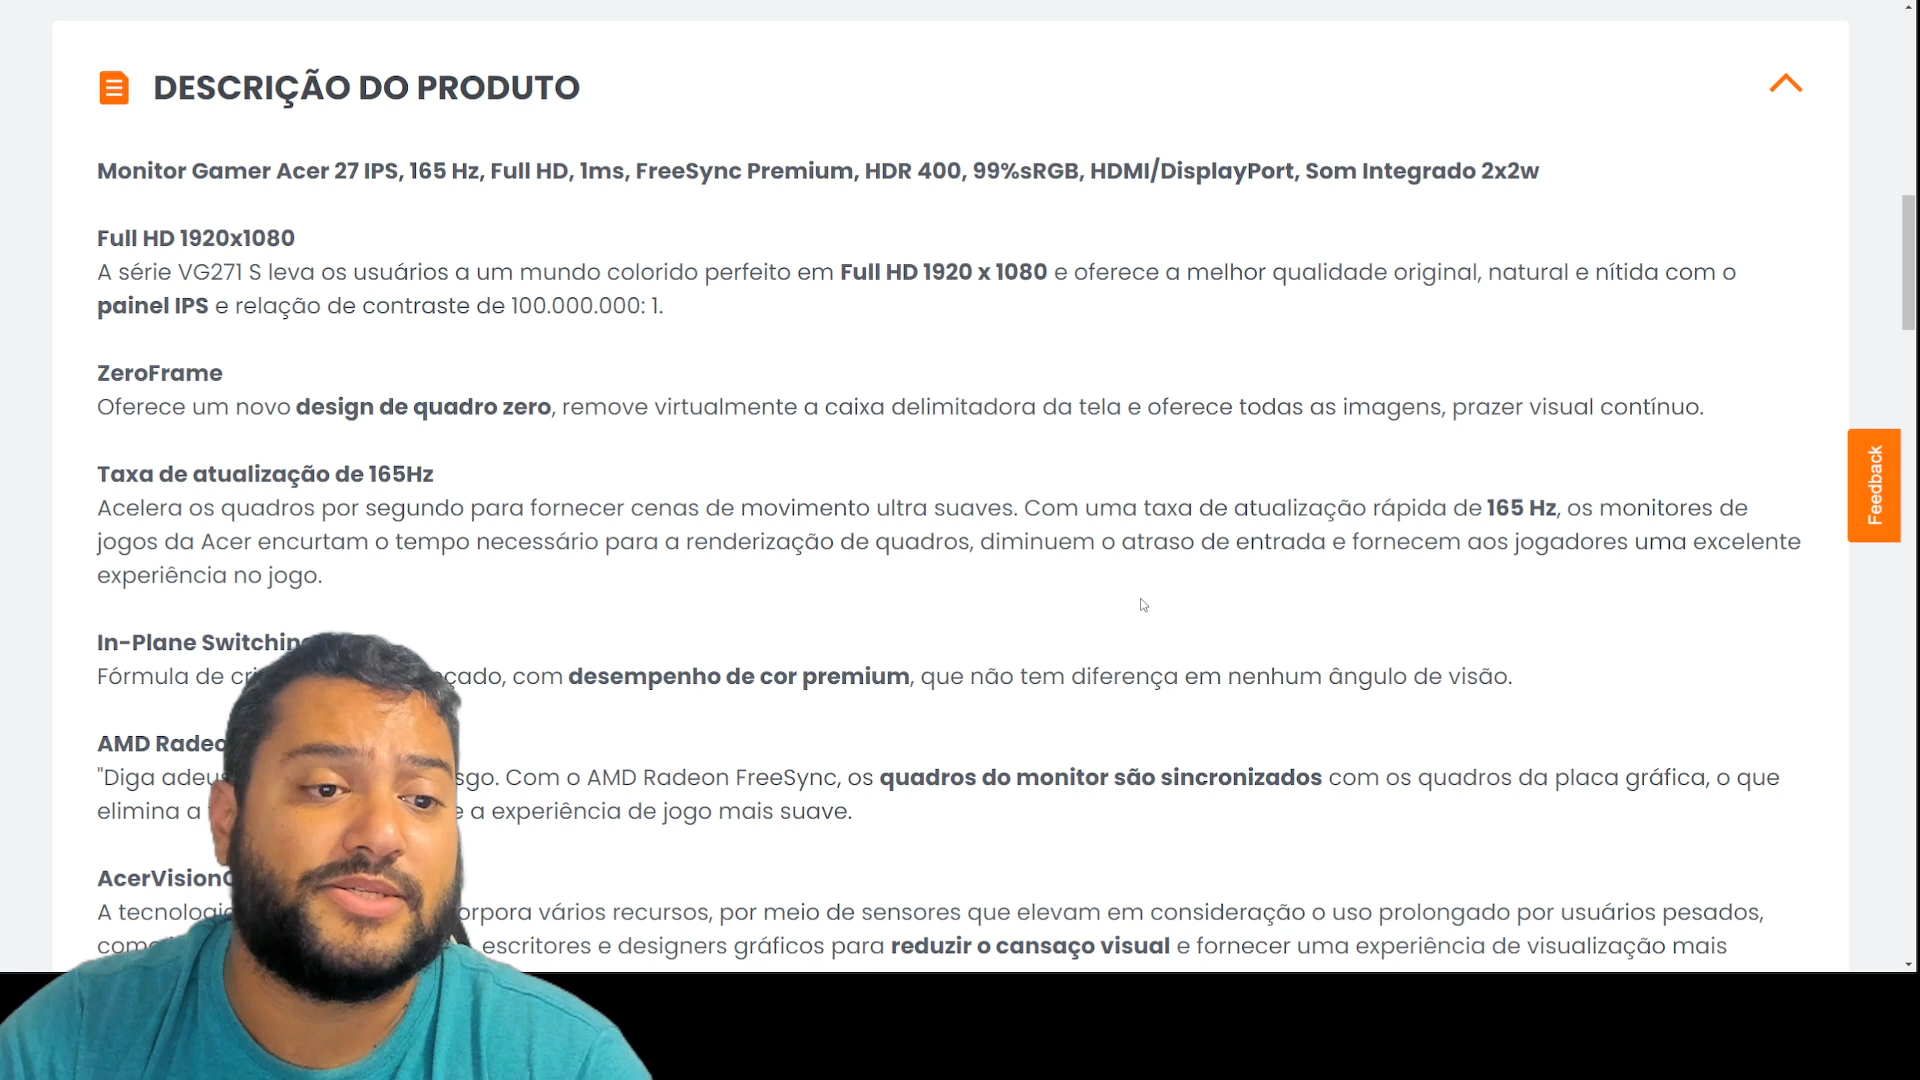 DESCRIÇÃO DO PRODUTO
Monitor Gamer Acer 27 IPS, 165 Hz, Full HD, 1ms, FreeSync Premium, HDR 400, 99%sRGB, HDMI/DisplayPort, Som Integrado 2x2w
Full HD 1920x1080
A série VG271 S leva os usuários a um mundo colorido perfeito em Full HD 1920 x 1080 e oferece a melhor qualidade original, natural e nítida com o
painel IPS e relação de contraste de 100.000.000: 1.
ZeroFrame
Oferece um novo design de quadro zero, remove virtualmente a caixa delimitadora da tela e oferece todas as imagens, prazer visual contínuo.
Taxa de atualização de 165Hz
Acelera os quadros por segundo para fornecer cenas de movimento ultra suaves. Com uma taxa de atualização rápida de 165 Hz, os monitores de
jogos da Acer encurtam o tempo necessário para a renderização de quadros, diminuem o atraso de entrada e fornecem aos jogadores uma excelente
experiência no jogo.
Feedback
In-Plane Switching
Fórmula de com desempenho de cor premium, que não tem diferença em nenhum ângulo de visão.
AMD
"Diga Com o AMD Radeon FreeSync, os quadros do monitor são sincronizados com os quadros da placa gráfica, o que
elimina a a experiência de jogo mais suave.
A vários recursos, por meio de sensores que elevam em consideração o uso prolongado por usuários pesados,
escritores e designers gráficos para reduzir o cansaço visual e fornecer uma experiência de visualização mais